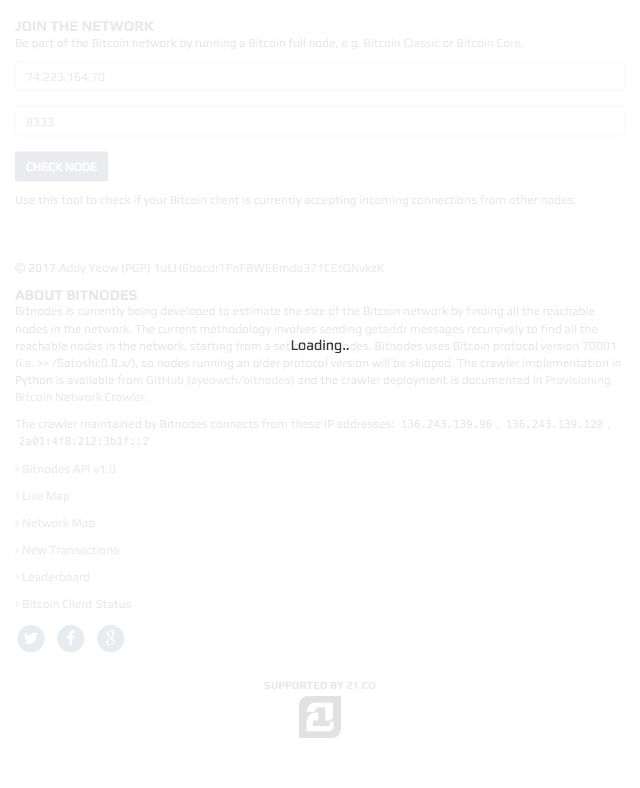 JOIN THE NETWORK
Be part of the Bitcoin network by running a Bitcoin full node, e.g. Bitcoin Classic or Bitcoin Core.
74.223.164.70
8333
CHECK NODE
Use this tool to check if your Bitcoin client is currently accepting incoming connections from other nodes.
© 2017 Addy Yeow (PGP) 1uLH6bacdrTFnF8WE6mdo371CEtQNvkzK
ABOUT BITNODES
Bitnodes is currently being developed to estimate the size of the Bitcoin network by finding all the reachable
nodes in the network. The current methodology involves sending getaddr messages recursively to find all the
reachable nodes in the network, starting from a set Loading.. des. Bitnodes uses Bitcoin protocol version 70001
(i.e. >= /Satoshi:0.8.x/), so nodes running an older protocol version will be skipped. The crawler implementation in
Python is available from GitHub (ayeowch/bitnodes) and the crawler deployment is documented in Provisioning
Bitcoin Network Crawler.
The crawler maintained by Bitnodes connects from these IP addresses: 136.243.139.96 , 136.243.139.120 ,
2a01:4f8:212:3b1f::2
› Bitnodes API v1.0
› Live Map
› Network Map
› New Transactions
› Leaderboard
› Bitcoin Client Status
SUPPORTED BY 21.CO
21